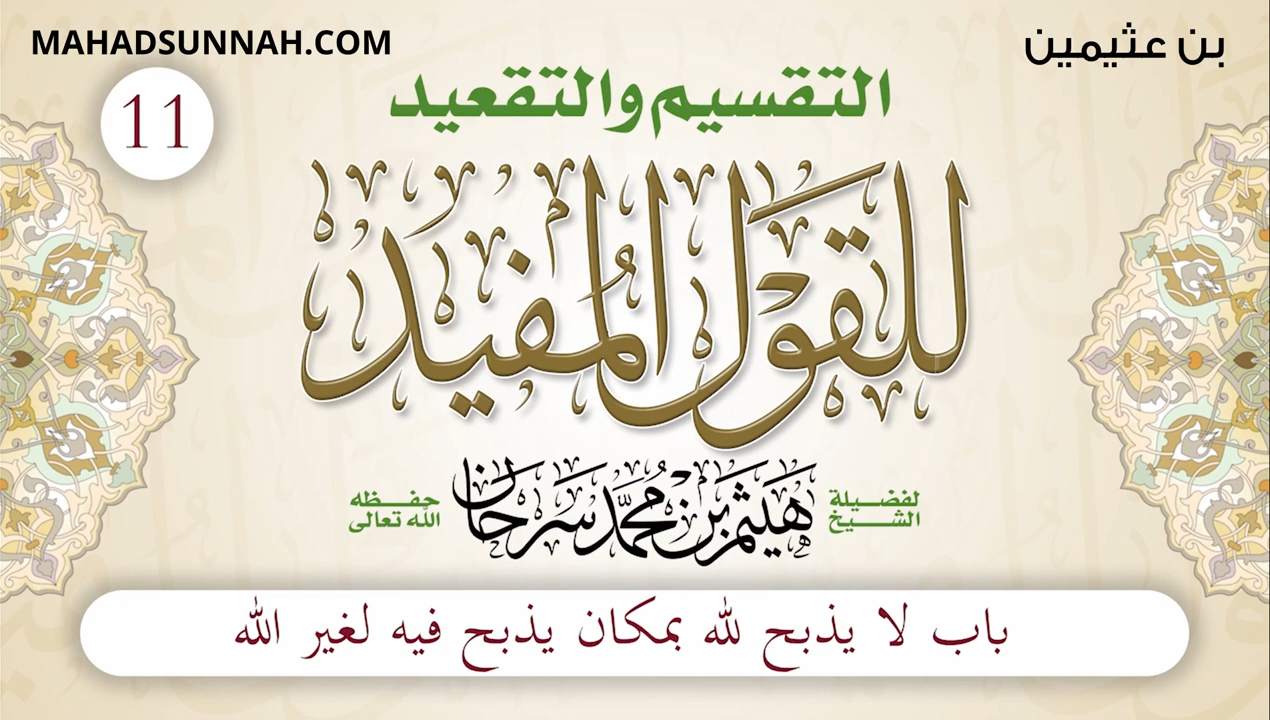 MAHADSUNNAH.COM
بن عثيمين
11
التقسيم والتقعيد
للقول المفيد
لفضيلة الشيخ
هيثم بن محمد سرحان
حفظه الله تعالى
باب لا يذبح لله بمكان يذبح فيه لغير الله